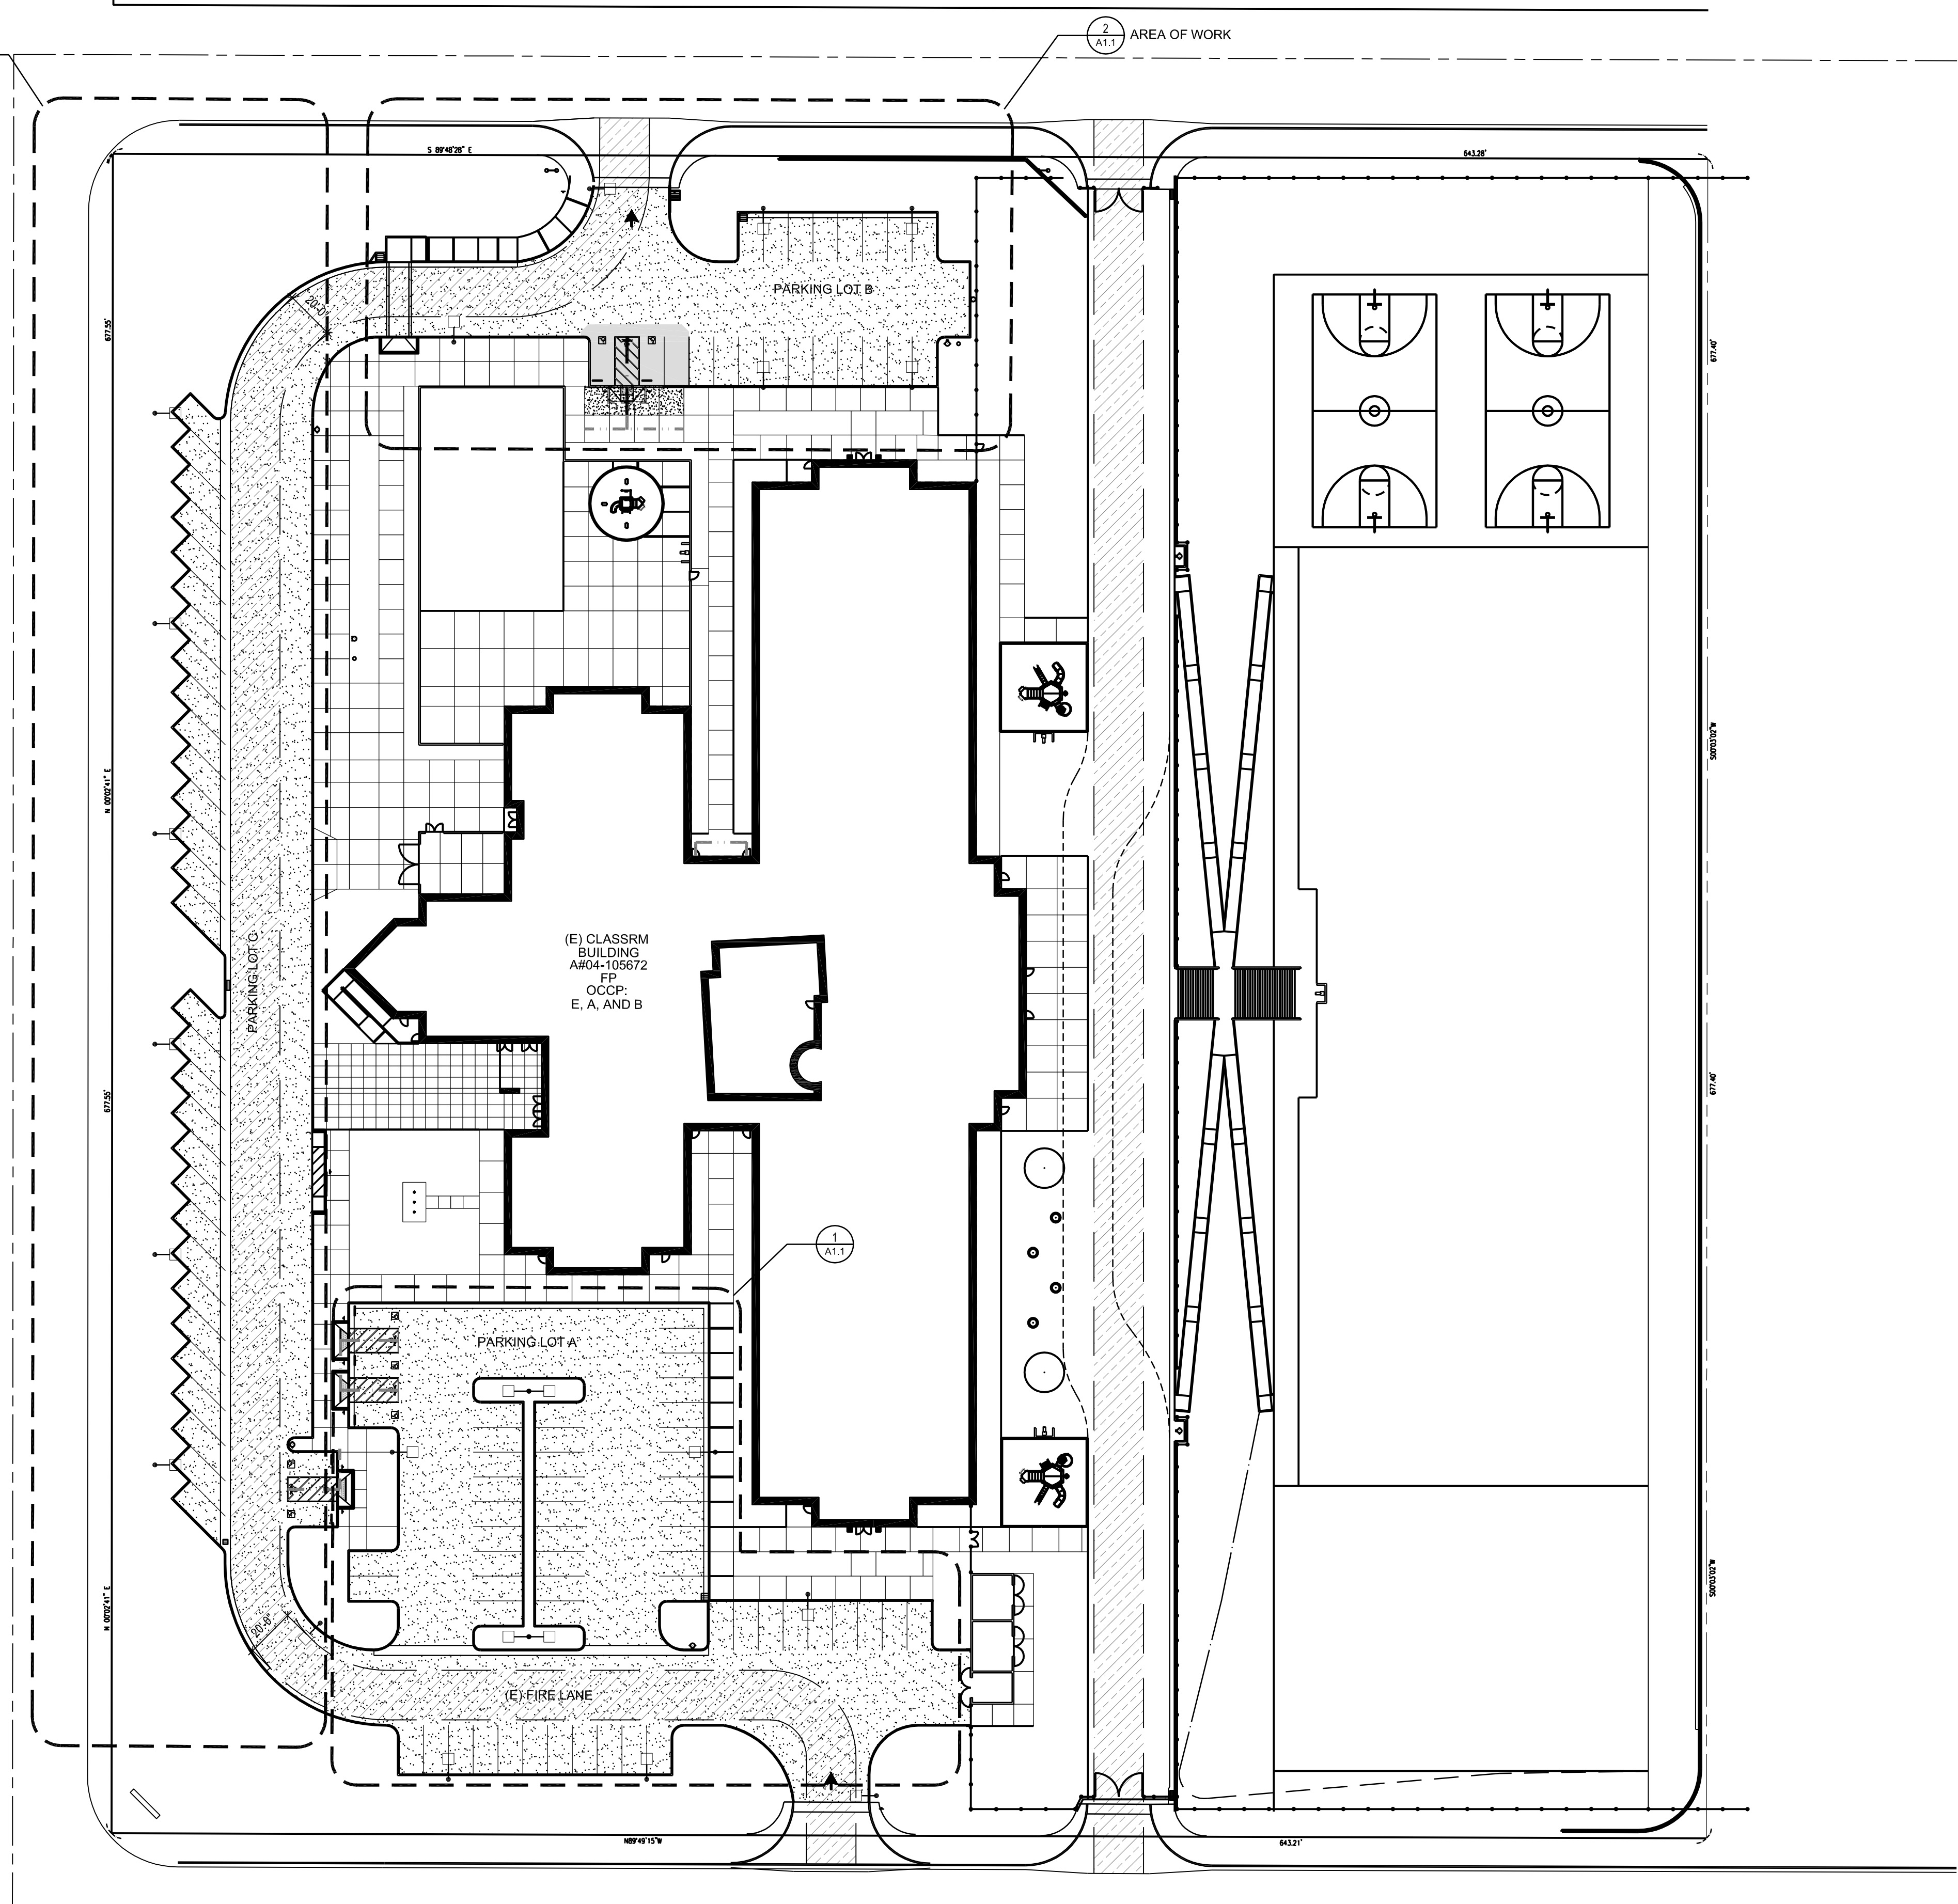 2
A1.1
AREA OF WORK
S 89°48'28" E
643.28'
PARKING LOT B
20'-0"
677.55'
677.40'
N 00°02'41" E
S00°03'02"W
PARKING LOT C
(E) CLASSRM
BUILDING
A#04-105672
FP
OCCP:
E, A, AND B
677.55'
677.40'
1
A1.1
PARKING LOT A
N 00°02'41" E
S00°03'02"W
20'-0"
(E) FIRE LANE
N89°49'15"W
643.21'